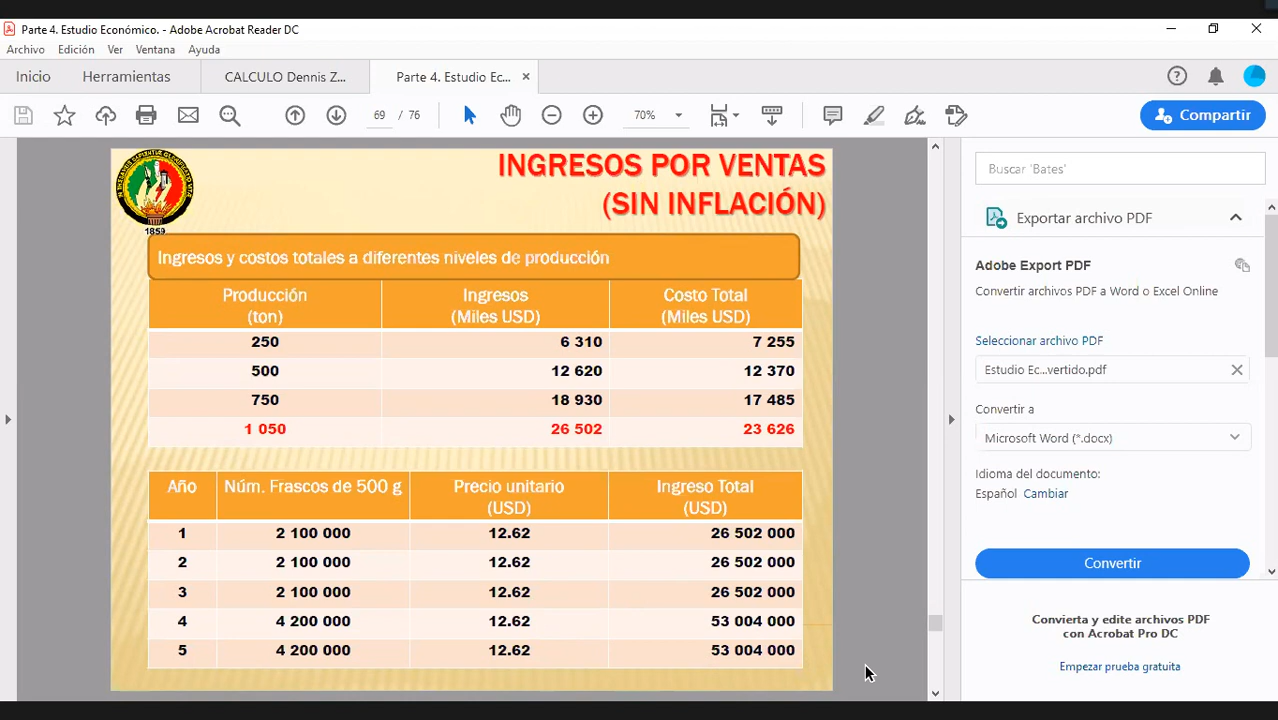 Parte 4. Estudio Económico. - Adobe Acrobat Reader DC
Archivo Edición Ver Ventana Ayuda
Inicio Herramientas CALCULO Dennis Z... Parte 4. Estudio Ec... ×
69 / 76 70% Compartir
INGRESOS POR VENTAS
(SIN INFLACIÓN)
1859
Ingresos y costos totales a diferentes niveles de producción
Producción Ingresos Costo Total
(ton) (Miles USD) (Miles USD)
250 6 310 7 255
500 12 620 12 370
750 18 930 17 485
1 050 26 502 23 626
Año Núm. Frascos de 500 g Precio unitario Ingreso Total
(USD) (USD)
1 2 100 000 12.62 26 502 000
2 2 100 000 12.62 26 502 000
3 2 100 000 12.62 26 502 000
4 4 200 000 12.62 53 004 000
5 4 200 000 12.62 53 004 000
Buscar 'Bates'
Exportar archivo PDF
Adobe Export PDF
Convertir archivos PDF a Word o Excel Online
Seleccionar archivo PDF
Estudio Ec...vertido.pdf
Convertir a
Microsoft Word (*.docx)
Idioma del documento:
Español Cambiar
Convertir
Convierta y edite archivos PDF
con Acrobat Pro DC
Empezar prueba gratuita